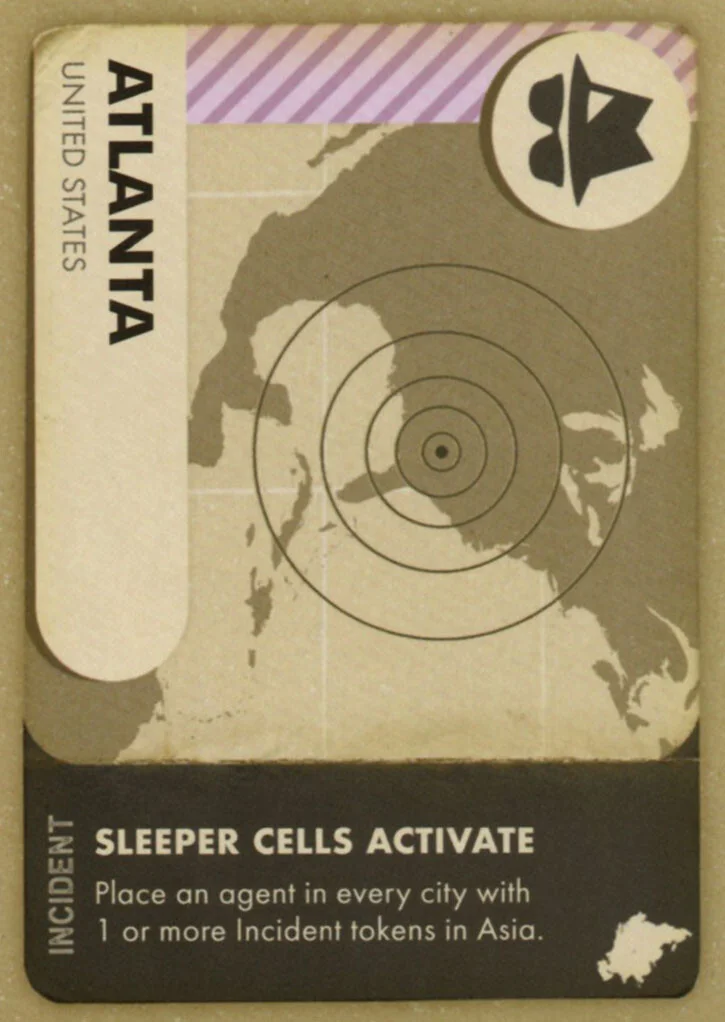 ATLANTA
UNITED STATES
INCIDENT
SLEEPER CELLS ACTIVATE
Place an agent in every city with
1 or more Incident tokens in Asia.